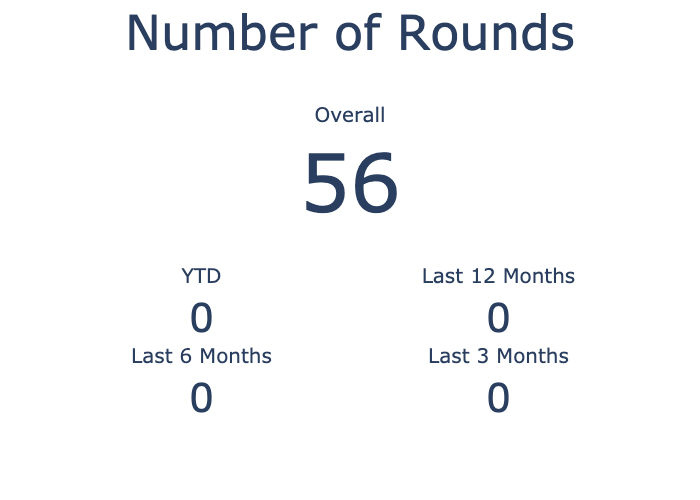 Number of Rounds
Overall
56
YTD
Last 12 Months
0
0
Last 6 Months
Last 3 Months
0
0